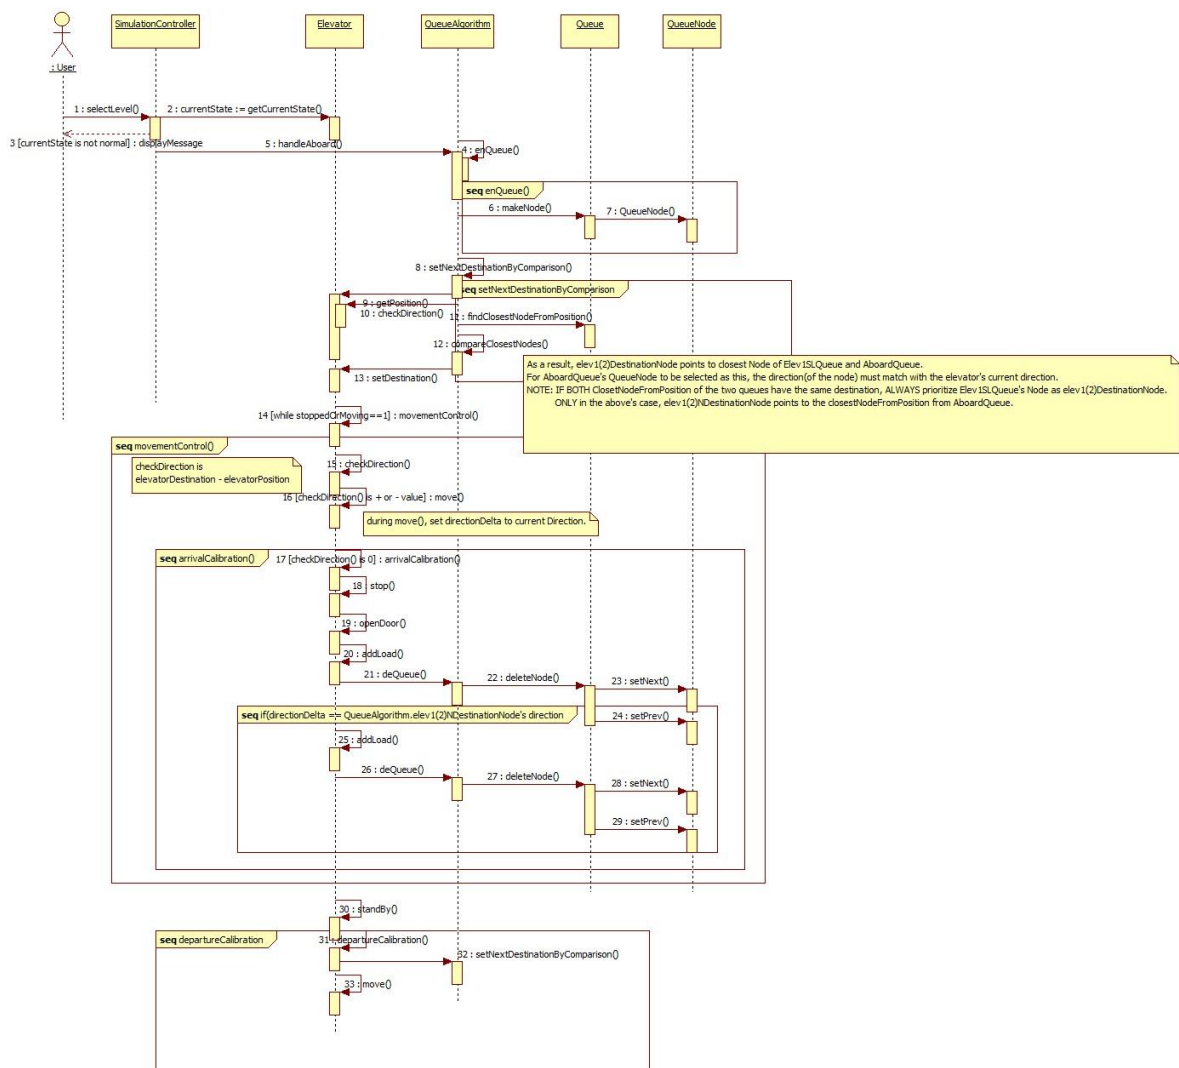 SimulationController
Elevator
QueueAlgorithm
Queue
QueueNode
: User
1 : selectLevel()
2 : currentState := getCurrentState()
3 [currentState is not normal] : displayMessage
5 : handleAboard()
4 : enQueue()
seq enQueue()
6 : makeNode()
7 : QueueNode()
8 : setNextDestinationByComparison()
seq setNextDestinationByComparison
9 : getPosition()
10 : checkDirection()
11 : findClosestNodeFromPosition()
12 : compareClosestNodes()
As a result, elev1(2)DestinationNode points to closest Node of Elev1SLQueue and AboardQueue.
For AboardQueue's QueueNode to be selected as this, the direction(of the node) must match with the elevator's current direction.
NOTE: IF BOTH ClosetNodeFromPosition of the two queues have the same destination, ALWAYS prioritize Elev1SLQueue's Node as elev1(2)DestinationNode.
ONLY in the above's case, elev1(2)NDestinationNode points to the closestNodeFromPosition from AboardQueue.
13 : setDestination()
14 [while stoppedOrMoving==1] : movementControl()
seq movementControl()
checkDirection is
elevatorDestination - elevatorPosition
15 : checkDirection()
16 [checkDirection() is + or - value] : move()
during move(), set directionDelta to current Direction.
seq arrivalCalibration()
17 [checkDirection() is 0] : arrivalCalibration()
18 : stop()
19 : openDoor()
20 : addLoad()
21 : deQueue()
22 : deleteNode()
23 : setNext()
seq if(directionDelta == QueueAlgorithm.elev1(2)NDestinationNode's direction
24 : setPrev()
25 : addLoad()
26 : deQueue()
27 : deleteNode()
28 : setNext()
29 : setPrev()
30 : standBy()
seq departureCalibration
31 : departureCalibration()
32 : setNextDestinationByComparison()
33 : move()